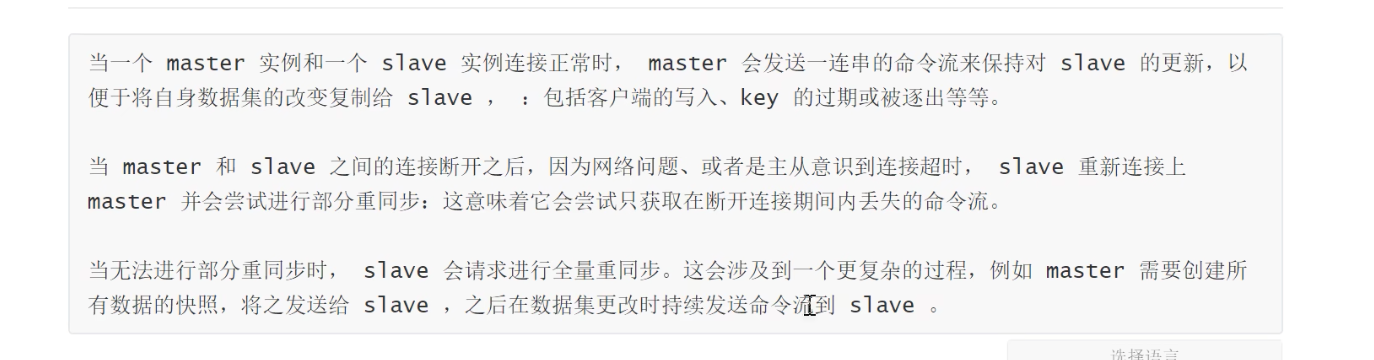 当一个 master 实例和一个 slave 实例连接正常时， master 会发送一连串的命令流来保持对 slave 的更新，以
便于将自身数据集的改变复制给 slave ， ：包括客户端的写入、key 的过期或被逐出等等。
当 master 和 slave 之间的连接断开之后，因为网络问题、或者是主从意识到连接超时， slave 重新连接上
master 并会尝试进行部分重同步：这意味着它会尝试只获取在断开连接期间内丢失的命令流。
当无法进行部分重同步时， slave 会请求进行全量重同步。这会涉及到一个更复杂的过程，例如 master 需要创建所
有数据的快照，将之发送给 slave ，之后在数据集更改时持续发送命令流到 slave 。
选择语言